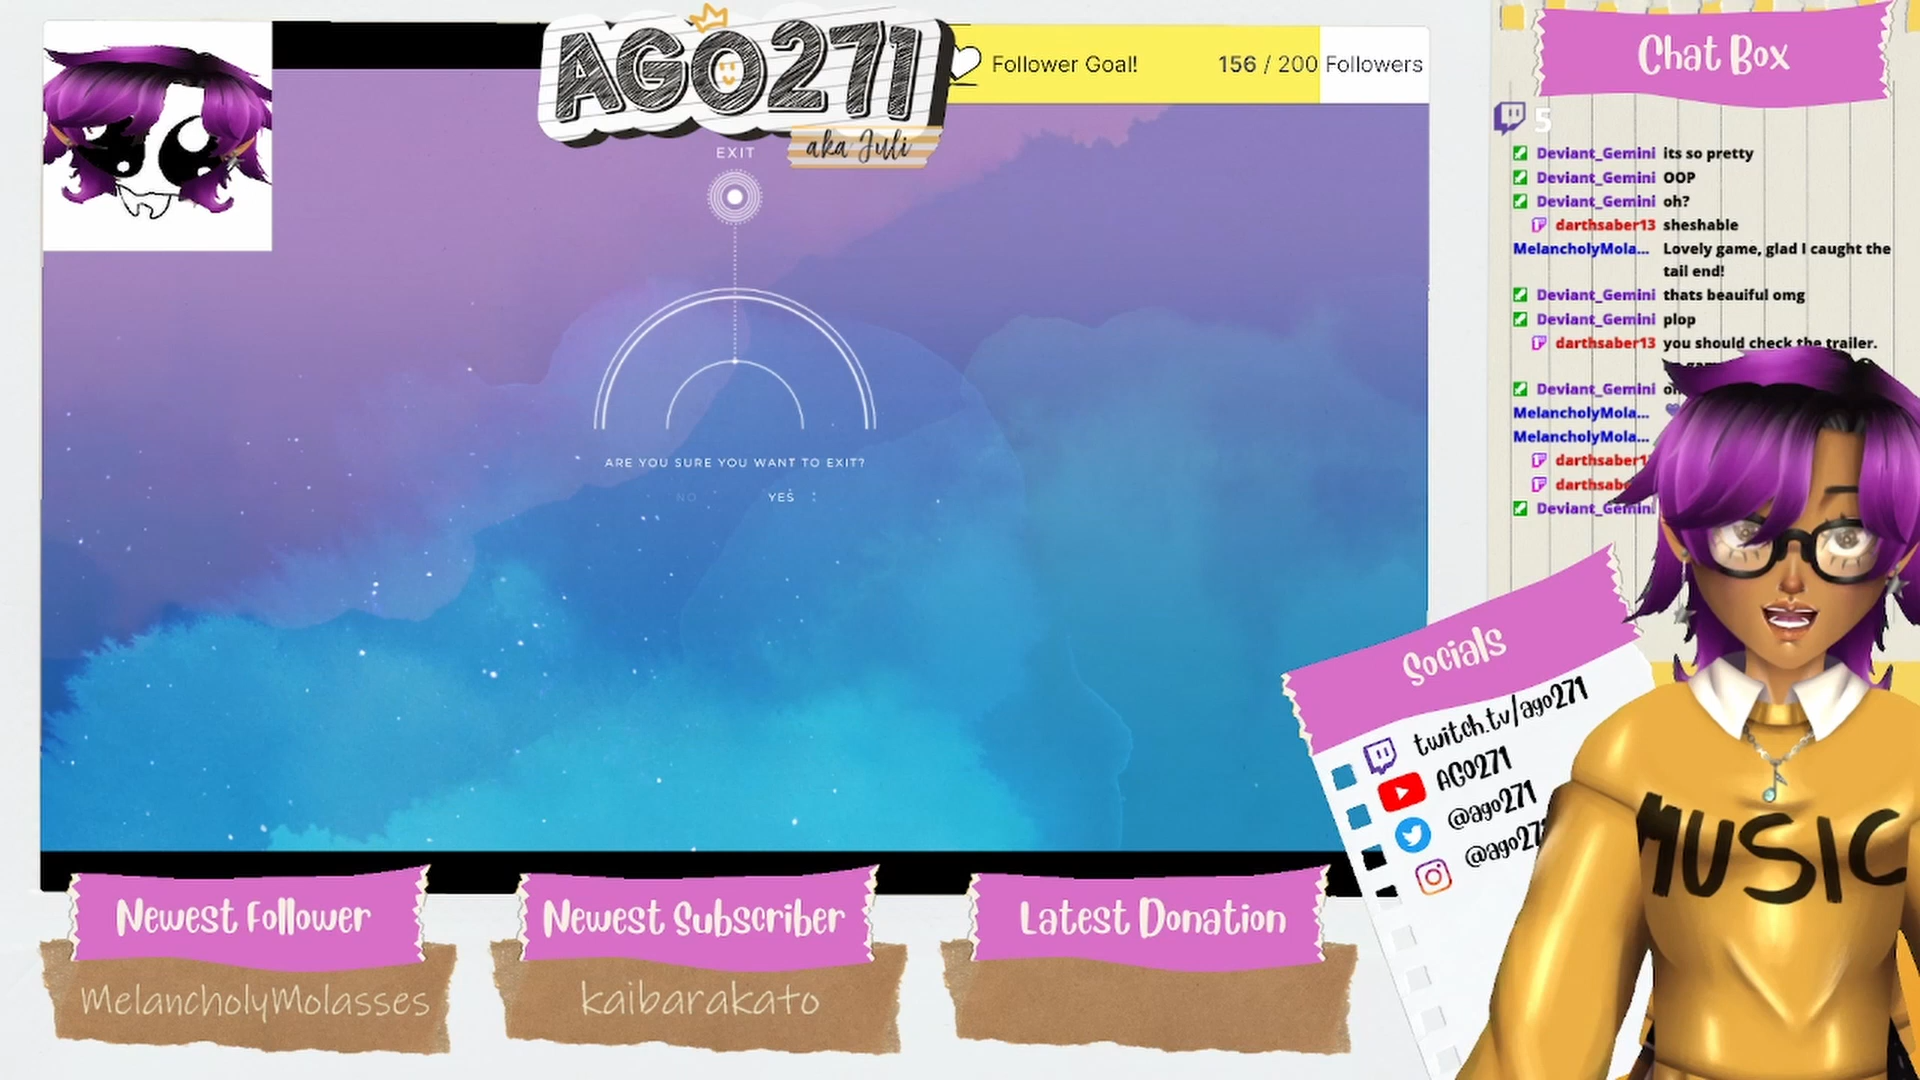 AGO271
aka Juli
Follower Goal!
156 / 200 Followers
EXIT
ARE YOU SURE YOU WANT TO EXIT?
NO YES
Chat Box
5
Deviant_Gemini its so pretty
Deviant_Gemini OOP
Deviant_Gemini oh?
darthsaber13 sheshable
MelancholyMola... Lovely game, glad I caught the
tail end!
Deviant_Gemini thats beauiful omg
Deviant_Gemini plop
darthsaber13 you should check the trailer.
Deviant_Gemini
MelancholyMola...
MelancholyMola...
Deviant_Gemini
Socials
twitch.tv/ago271
AGO271
@ago271
MUSIC
Newest Follower
MelancholyMolasses
Newest Subscriber
kaibarakato
Latest Donation